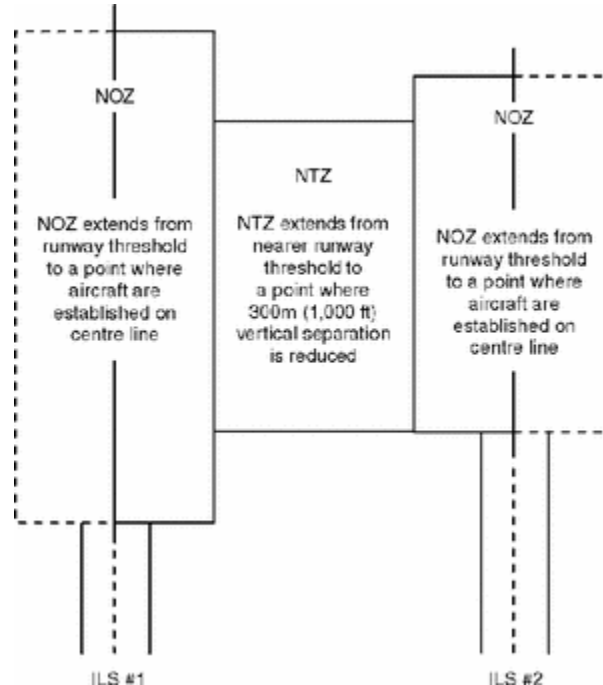 NOZ
NOZ extends from
runway threshold
to a point where
aircraft are
established on
centre line
NTZ
NTZ extends from
nearer runway
threshold to
a point where
300m (1,000 ft)
vertical separation
is reduced
NOZ
NOZ extends from
runway threshold
to a point where
aircraft are
established on
centre line
ILS #1
ILS #2